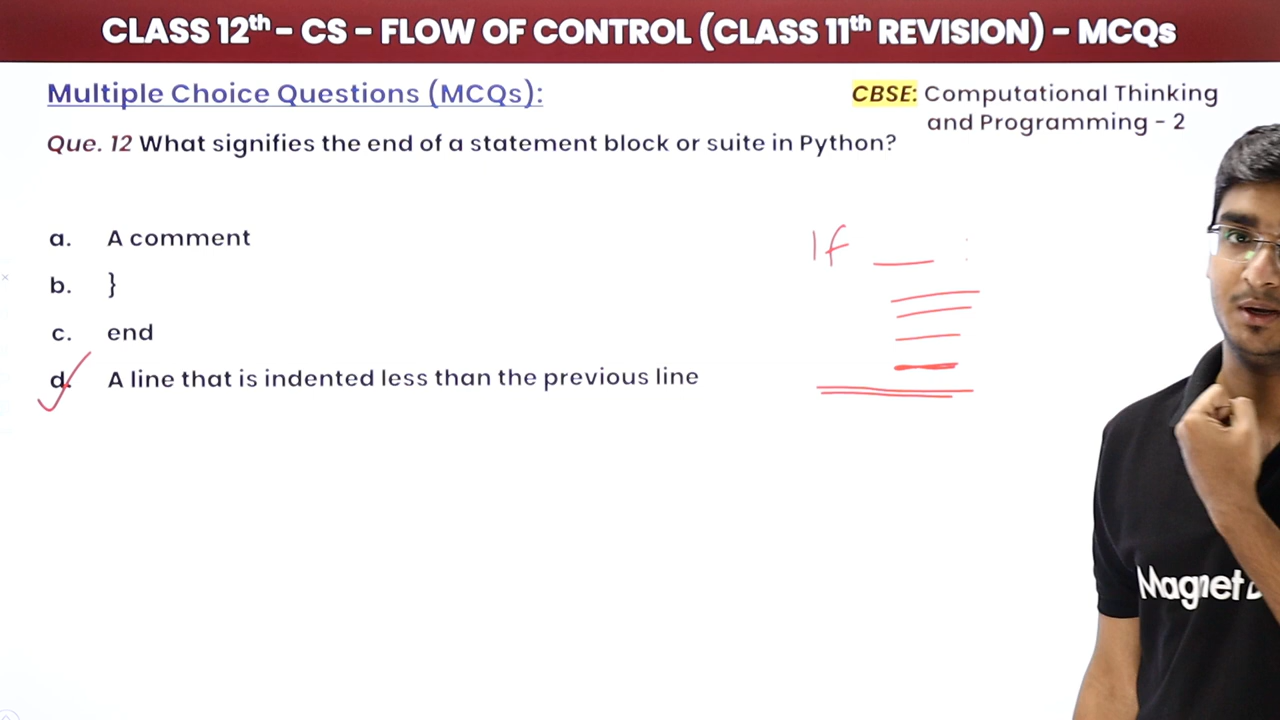 CLASS 12th – CS – FLOW OF CONTROL (CLASS 11th REVISION) – MCQs
Multiple Choice Questions (MCQs):
CBSE: Computational Thinking
and Programming - 2
Que. 12 What signifies the end of a statement block or suite in Python?
a. A comment
b. }
c. end
d. A line that is indented less than the previous line
If ___ :
Magnet